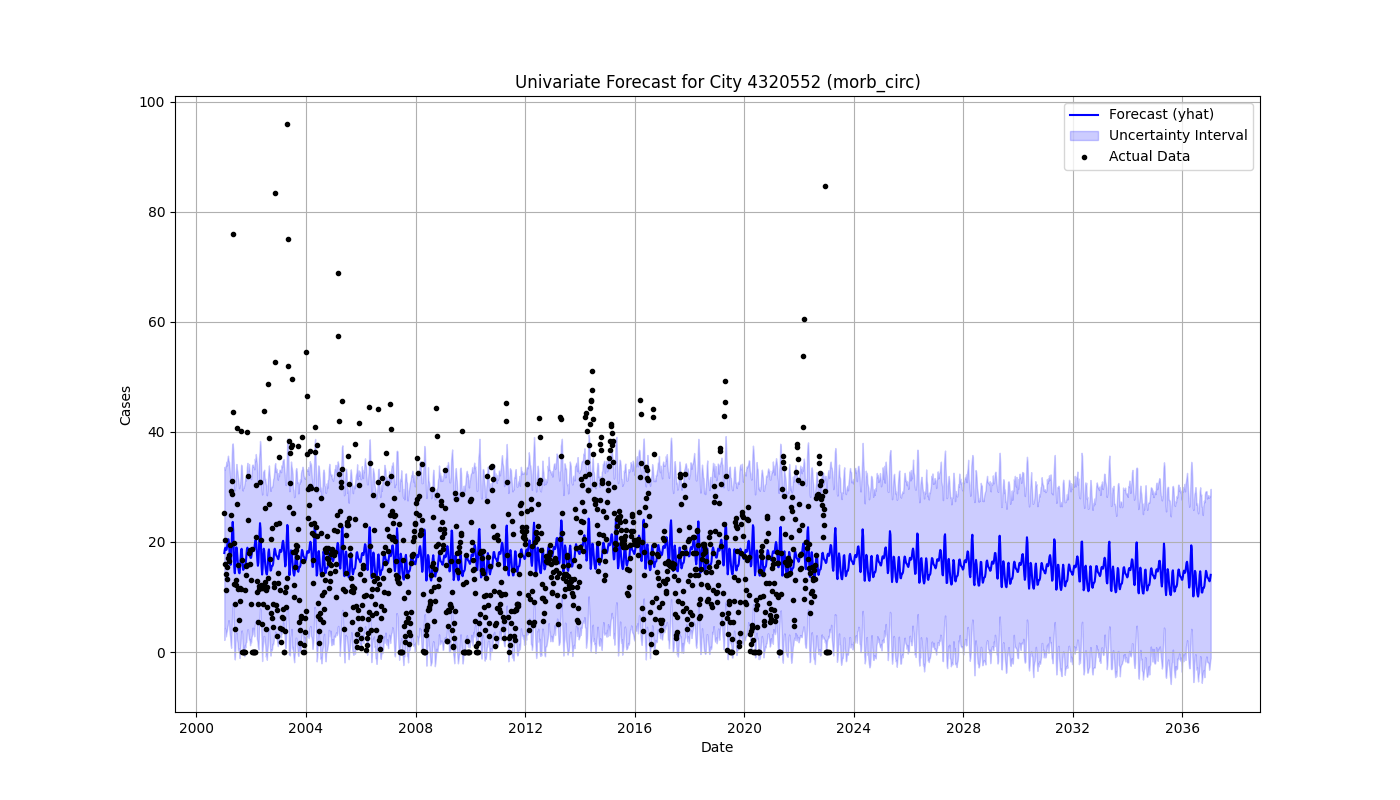 Univariate Forecast for City 4320552 (morb_circ)
100
80
60
40
20
0
Cases
2000 2004 2008 2012 2016 2020 2024 2028 2032 2036
Date
Forecast (yhat)
Uncertainty Interval
Actual Data